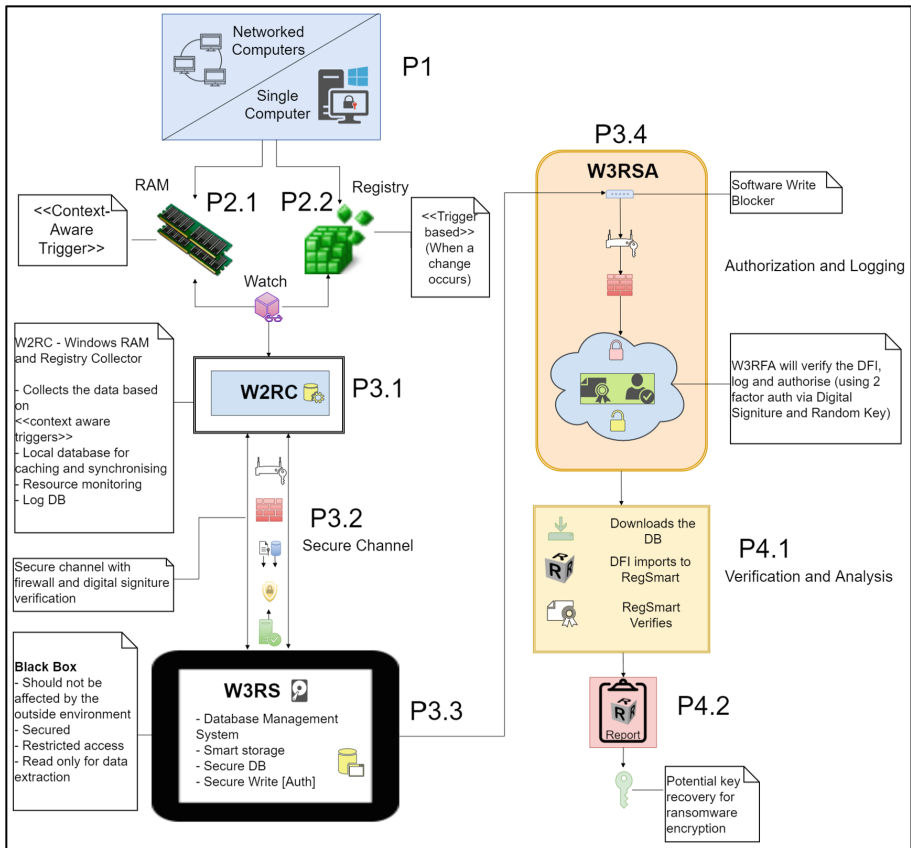 Networked
Computers
Single
Computer
P1
RAM
P2.1
P2.2
Registry
<<Context-
Aware
Trigger>>
<<Trigger
based>>
(When a
change
occurs)
Watch
W2RC - Windows RAM
and Registry Collector
- Collects the data based
on
<<context aware
triggers>>
- Local database for
caching and synchronising
- Resource monitoring
- Log DB
W2RC
P3.1
P3.2
Secure Channel
Secure channel with
firewall and digital signiture
verification
Black Box
- Should not be
affected by the
outside environment
- Secured
- Restricted access
- Read only for data
extraction
W3RS
- Database Management
System
- Smart storage
- Secure DB
- Secure Write [Auth]
P3.3
P3.4
W3RSA
Software Write
Blocker
Authorization and Logging
W3RFA will verify the DFI,
log and authorise (using 2
factor auth via Digital
Signiture and Random Key)
Downloads the
DB
R
DFI imports to
RegSmart
RegSmart
Verifies
P4.1
Verification and Analysis
R
Report
P4.2
Potential key
recovery for
ransomware
encryption